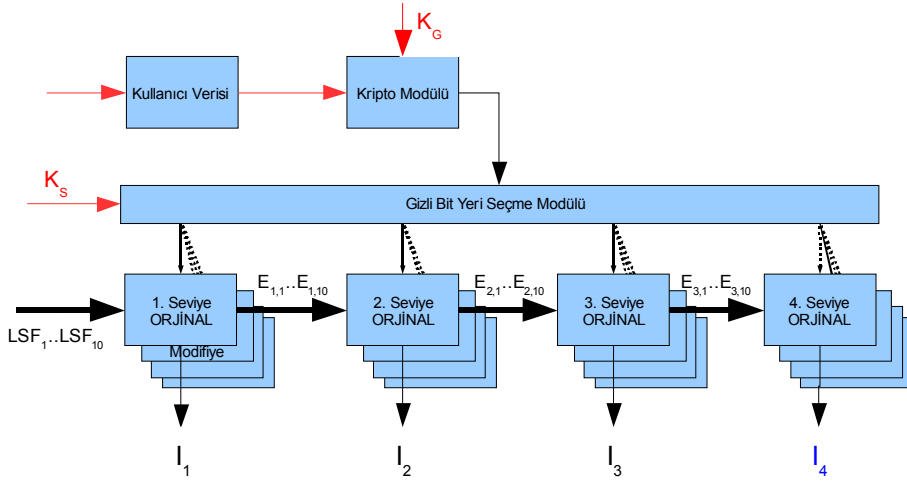 K_G
Kullanıcı Verisi
Kripto Modülü
K_S
Gizli Bit Yeri Seçme Modülü
1. Seviye
ORJİNAL
E_1,1..E_1,10
2. Seviye
ORJİNAL
E_2,1..E_2,10
3. Seviye
ORJİNAL
E_3,1..E_3,10
4. Seviye
ORJİNAL
LSF_1..LSF_10
Modifiye
I_1
I_2
I_3
I_4